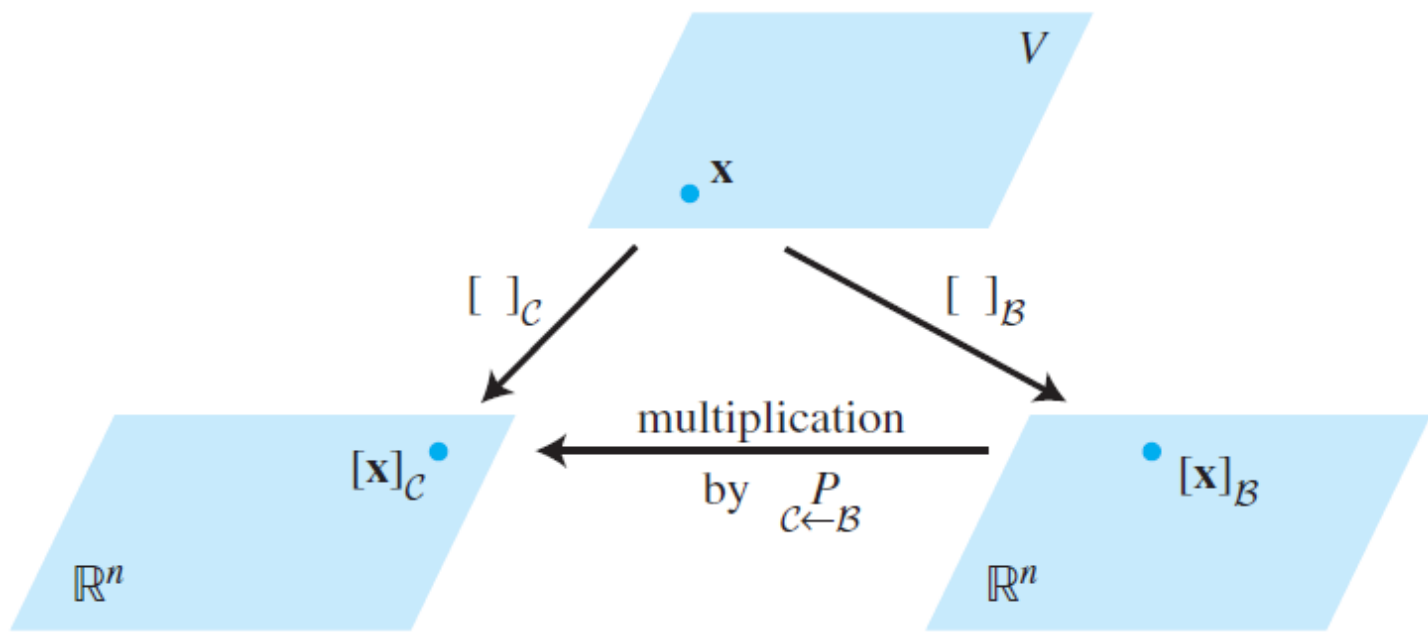 V
x
[ ]𝒞
[ ]ℬ
multiplication
by P
𝒞←ℬ
[x]𝒞
[x]ℬ
ℝⁿ
ℝⁿ